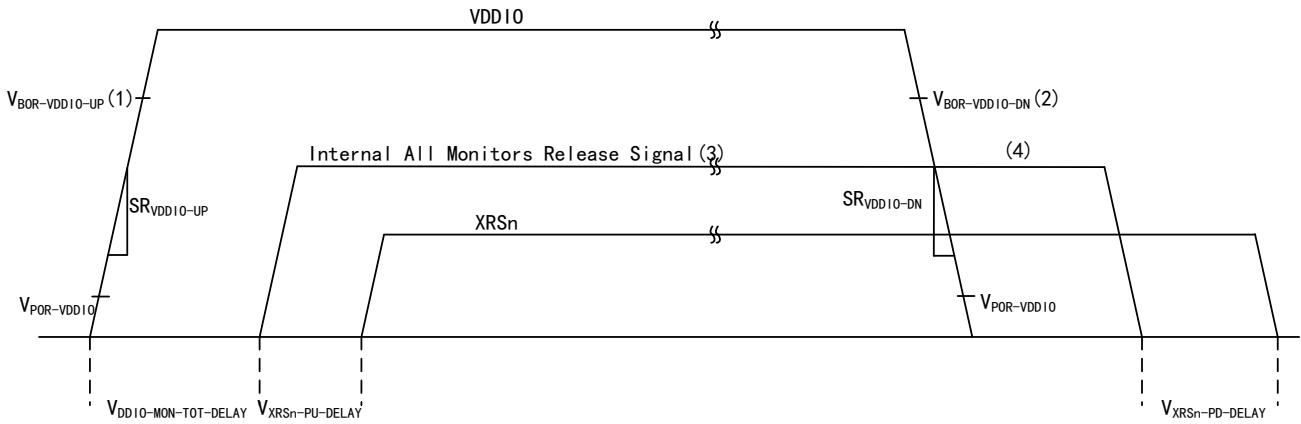 VDDIO
VBOR-VDDIO-UP(1)
VBOR-VDDIO-DN(2)
Internal All Monitors Release Signal(3)
(4)
SRVDDIO-UP
SRVDDIO-DN
XRSn
VPOR-VDDIO
VPOR-VDDIO
VDDIO-MON-TOT-DELAY
VXRSn-PU-DELAY
VXRSn-PD-DELAY